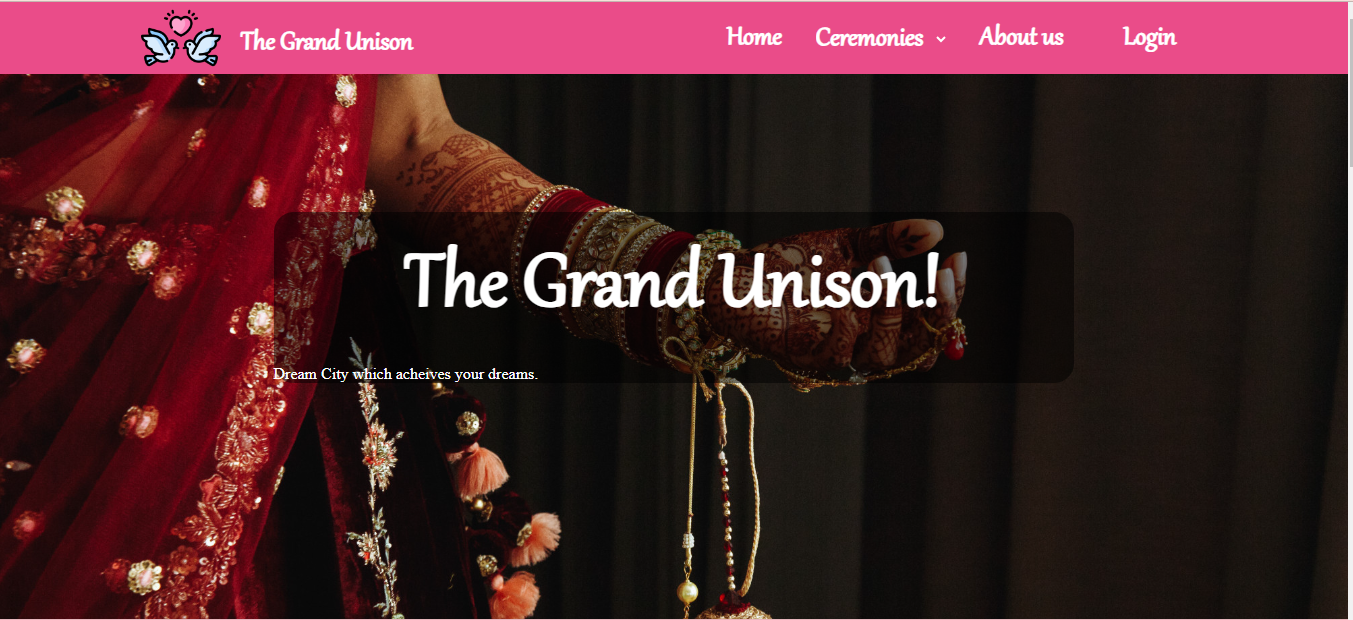 The Grand Unison
Home Ceremonies About us Login
The Grand Unison!
Dream City which acheives your dreams.